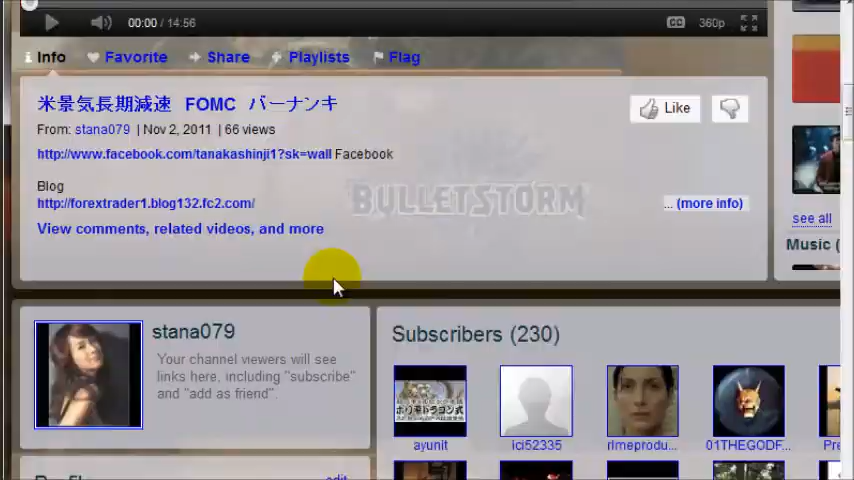 00:00 / 14:56
CC
360p
Info
Favorite
Share
Playlists
Flag
米景気長期減速 FOMC バーナンキ
Like
From: stana079 | Nov 2, 2011 | 66 views
http://www.facebook.com/tanakashinji1?sk=wall Facebook
Blog
http://forextrader1.blog132.fc2.com/
... (more info)
BULLETSTORM
View comments, related videos, and more
see all
Music (
stana079
Your channel viewers will see
links here, including "subscribe"
and "add as friend".
Subscribers (230)
ayunit
ici52335
rlmeprodu...
01THEGODF...
edit